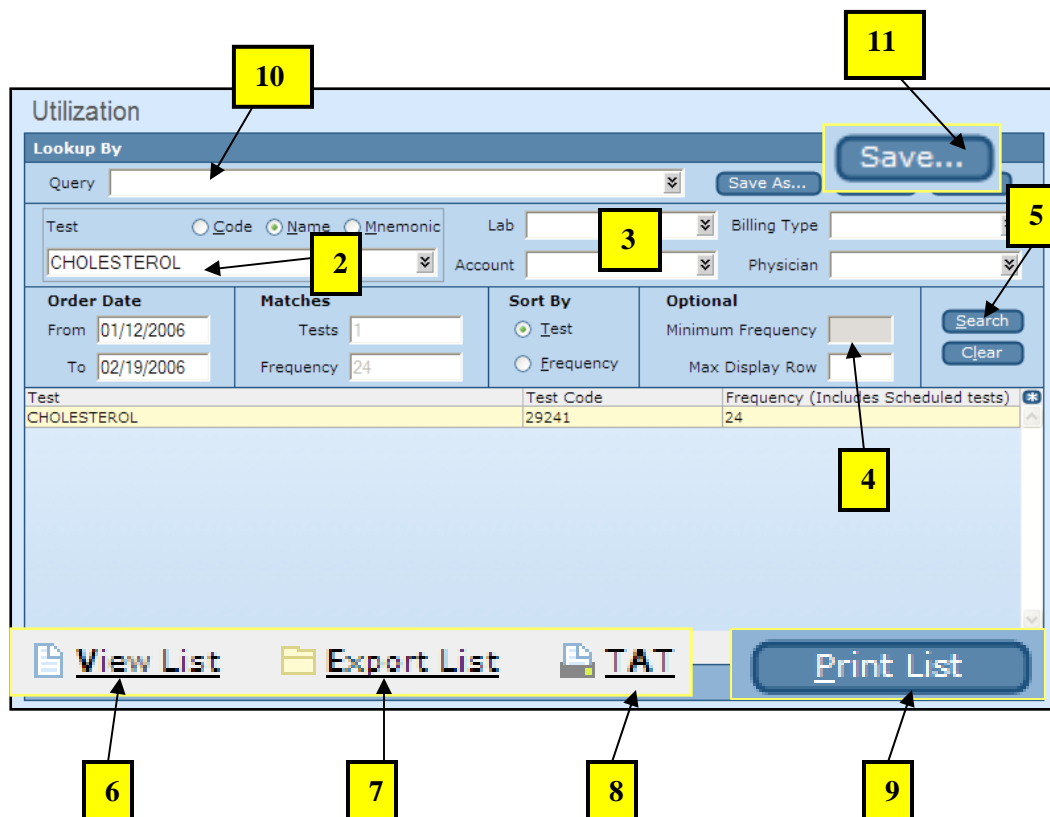 11
10
Utilization
Lookup By
Save...
Query
Save As...
5
Test Code Name Mnemonic
Lab
3
Billing Type
CHOLESTEROL
2
Account
Physician
Order Date
Matches
Sort By
Optional
From 01/12/2006
Tests 1
Test
Minimum Frequency
Search
To 02/19/2006
Frequency 24
Frequency
Max Display Row
Clear
Test Test Code Frequency (Includes Scheduled tests)
CHOLESTEROL 29241 24
4
View List Export List TAT Print List
6 7 8 9